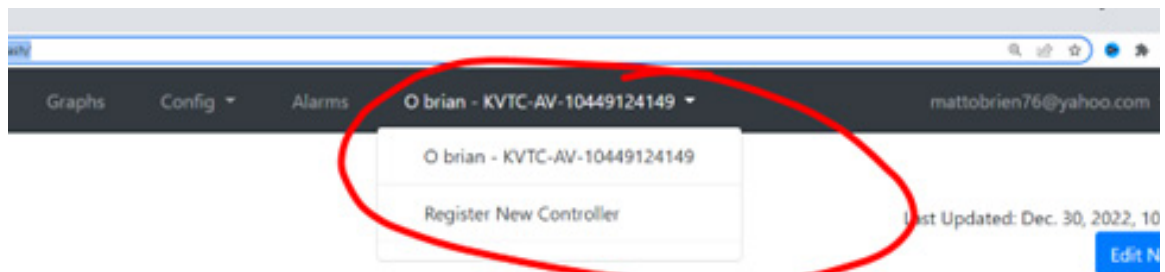 ash/
Graphs Config Alarms O brian - KVTC-AV-10449124149 mattobrien76@yahoo.com
O brian - KVTC-AV-10449124149
Register New Controller
Last Updated: Dec. 30, 2022, 10
Edit N